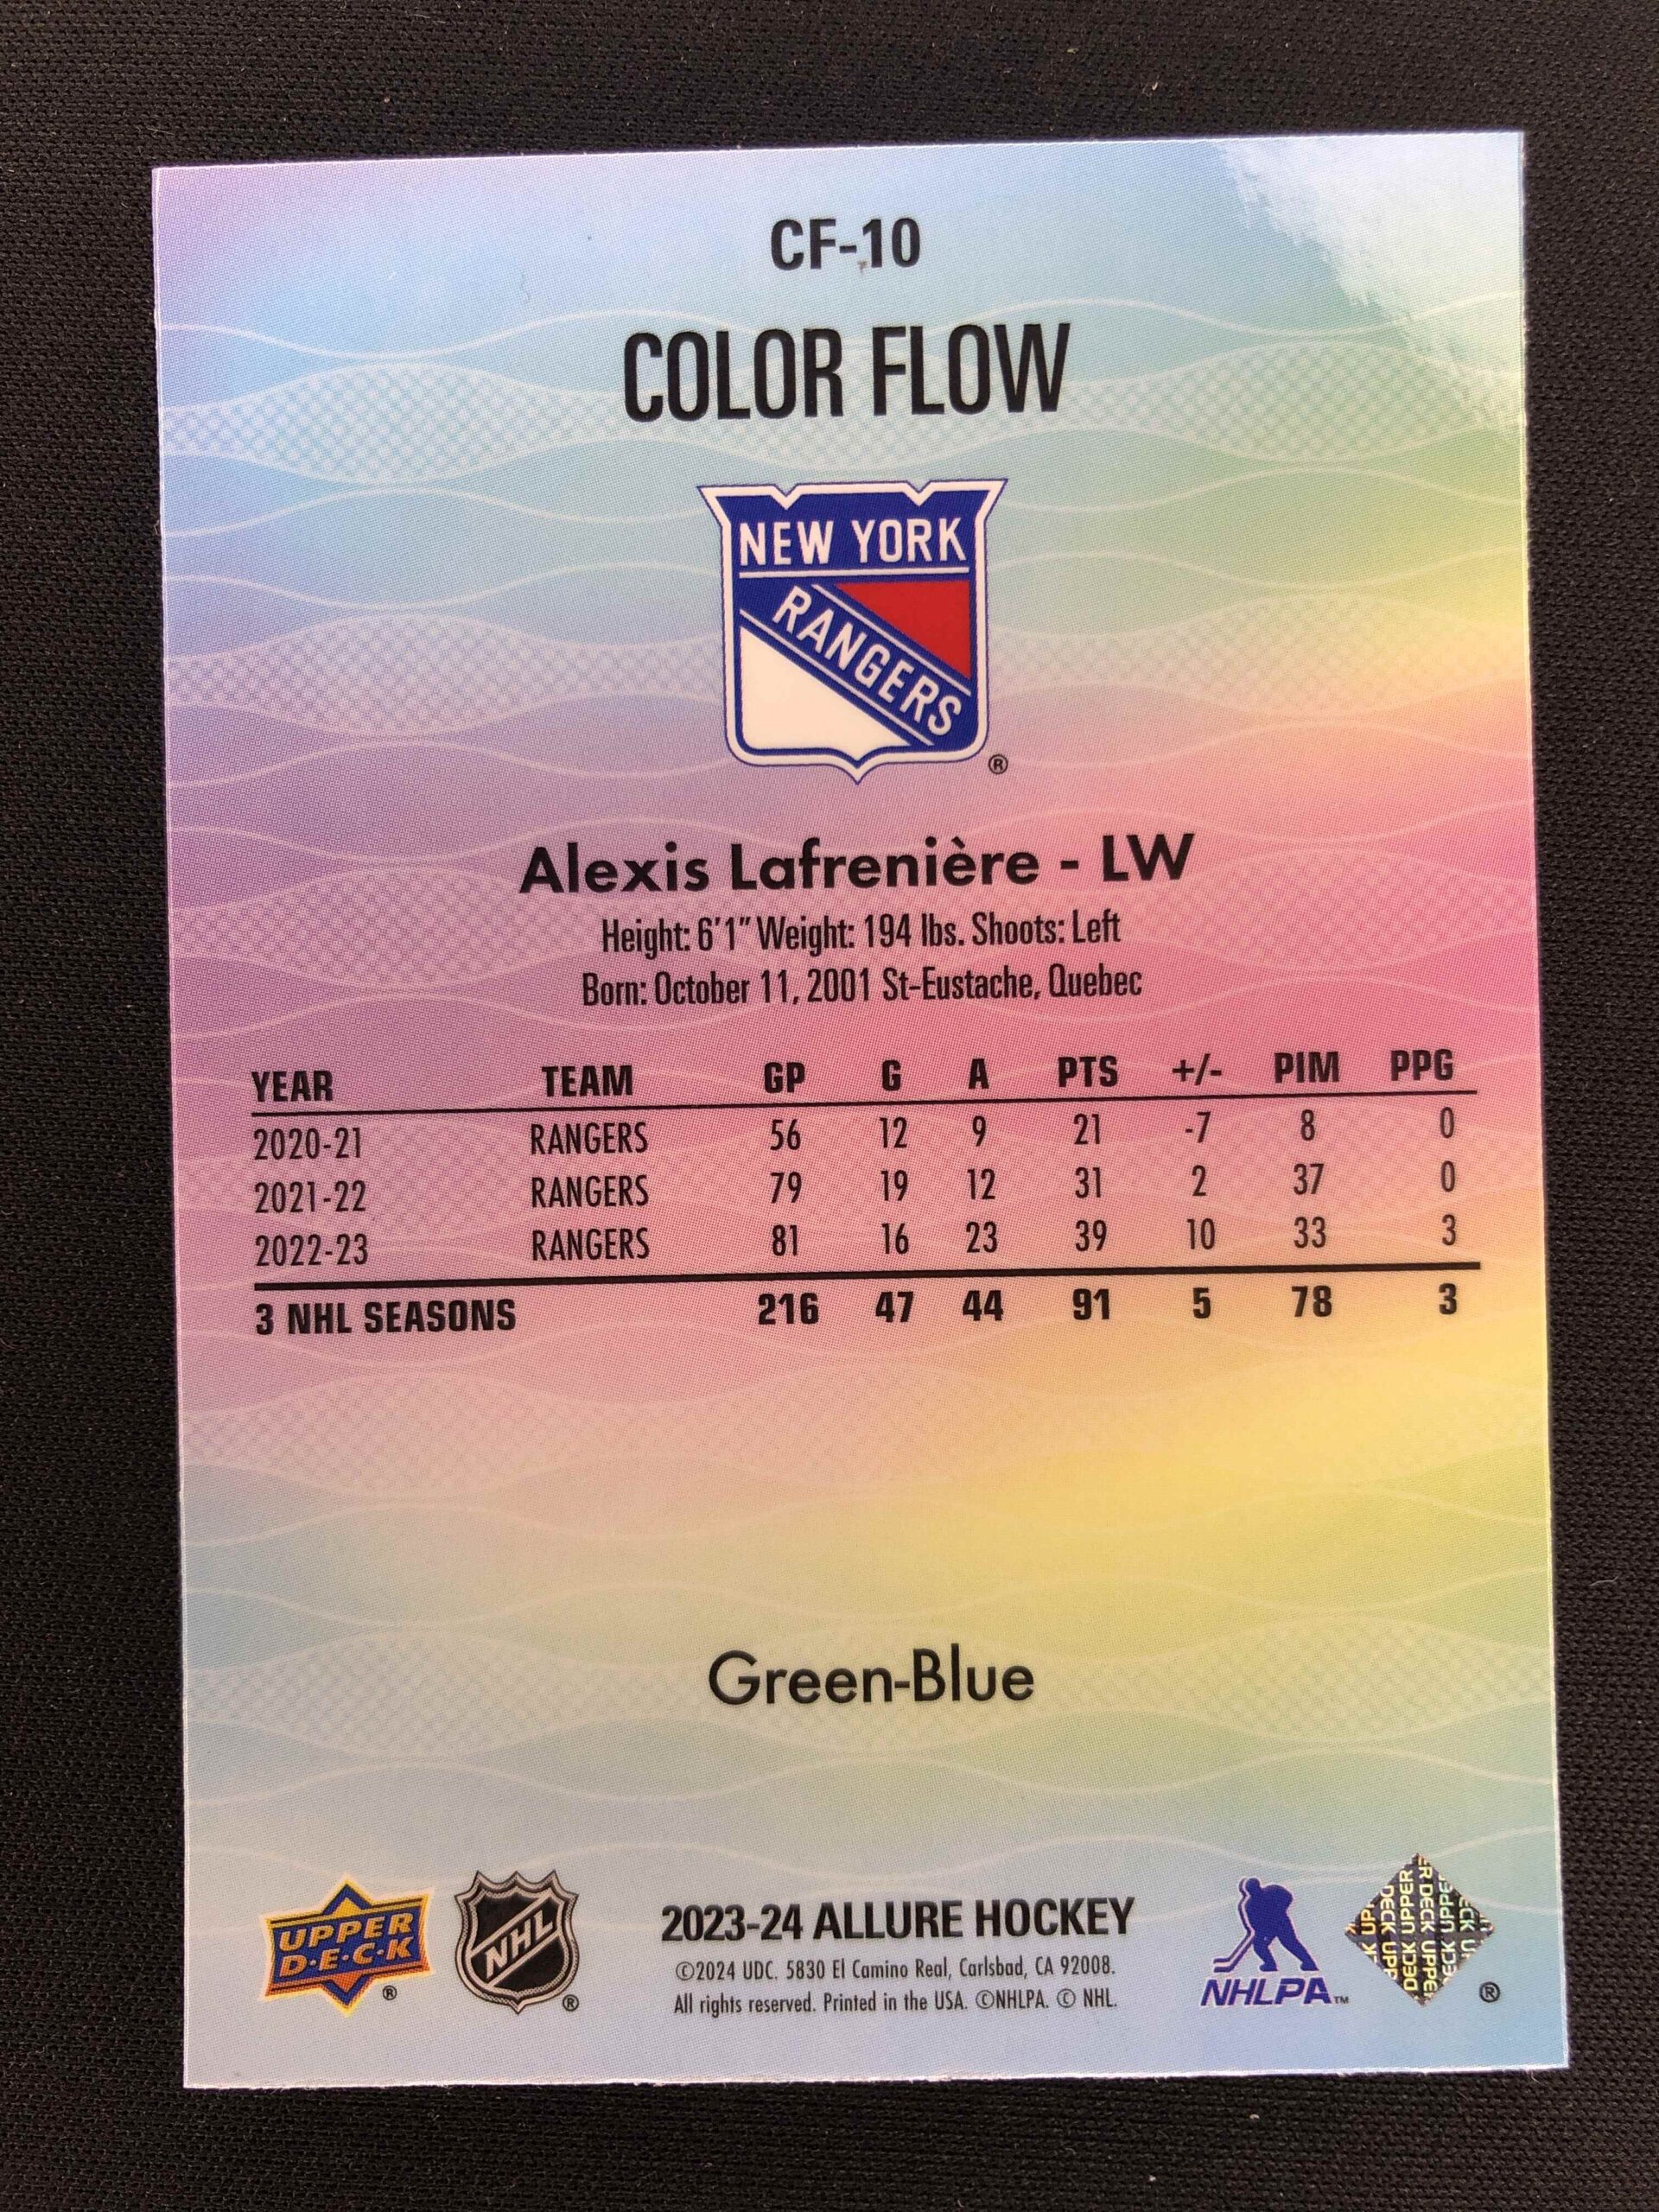 CF-10
COLOR FLOW
NEW YORK
RANGERS
®
Alexis Lafrenière - LW
Height: 6'1" Weight: 194 lbs. Shoots: Left
Born: October 11, 2001 St-Eustache, Quebec
YEAR TEAM GP G A PTS +/- PIM PPG
2020-21 RANGERS 56 12 9 21 -7 8 0
2021-22 RANGERS 79 19 12 31 2 37 0
2022-23 RANGERS 81 16 23 39 10 33 3
3 NHL SEASONS 216 47 44 91 5 78 3
Green-Blue
UPPER
D·E·C·K
®
NHL
®
2023-24 ALLURE HOCKEY
©2024 UDC. 5830 El Camino Real, Carlsbad, CA 92008.
All rights reserved. Printed in the USA. ©NHLPA. © NHL.
NHLPA™
DECK UPPER
®